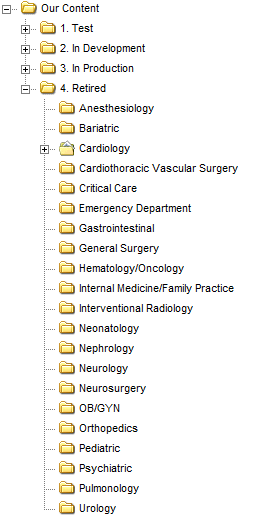 Our Content
1. Test
2. In Development
3. In Production
4. Retired
Anesthesiology
Bariatric
Cardiology
Cardiothoracic Vascular Surgery
Critical Care
Emergency Department
Gastrointestinal
General Surgery
Hematology/Oncology
Internal Medicine/Family Practice
Interventional Radiology
Neonatology
Nephrology
Neurology
Neurosurgery
OB/GYN
Orthopedics
Pediatric
Psychiatric
Pulmonology
Urology